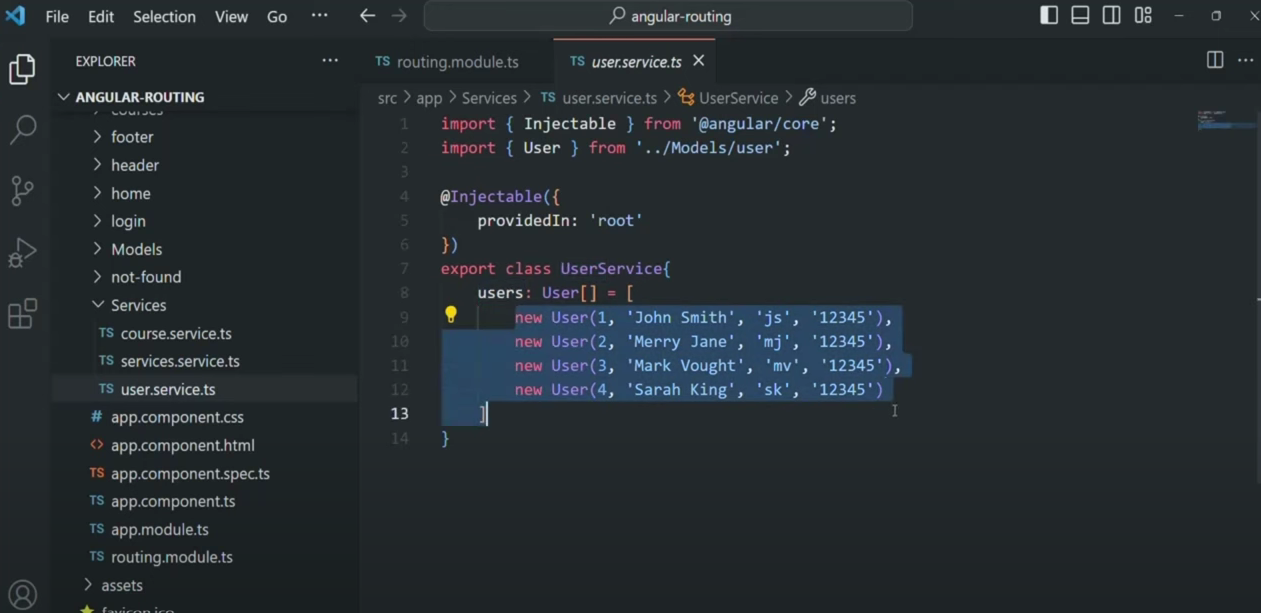 File Edit Selection View Go ... angular-routing
EXPLORER ...
ANGULAR-ROUTING
courses
footer
header
home
login
Models
not-found
Services
TS course.service.ts
TS services.service.ts
TS user.service.ts
# app.component.css
<> app.component.html
TS app.component.spec.ts
TS app.component.ts
TS app.module.ts
TS routing.module.ts
assets
favicon.ico
TS routing.module.ts
TS user.service.ts
src > app > Services > TS user.service.ts > UserService > users
1 import { Injectable } from '@angular/core';
2 import { User } from '../Models/user';
3
4 @Injectable({
5 providedIn: 'root'
6 })
7 export class UserService{
8 users: User[] = [
9 new User(1, 'John Smith', 'js', '12345'),
10 new User(2, 'Merry Jane', 'mj', '12345'),
11 new User(3, 'Mark Vought', 'mv', '12345'),
12 new User(4, 'Sarah King', 'sk', '12345')
13 ]
14 }